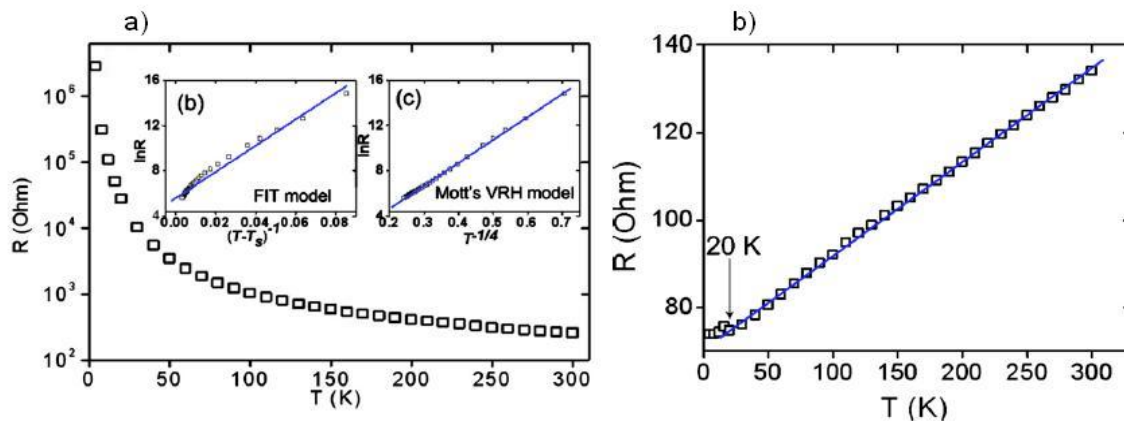 a)
R (Ohm)
10^6
10^5
10^4
10^3
10^2
0 50 100 150 200 250 300
T (K)
(b)
lnR
16
12
8
4
0.00 0.02 0.04 0.06 0.08
(T-T_s)^-1
FIT model
(c)
lnR
16
12
8
4
0.2 0.3 0.4 0.5 0.6 0.7
T^-1/4
Mott's VRH model
b)
R (Ohm)
140
120
100
80
20 K
0 50 100 150 200 250 300
T (K)